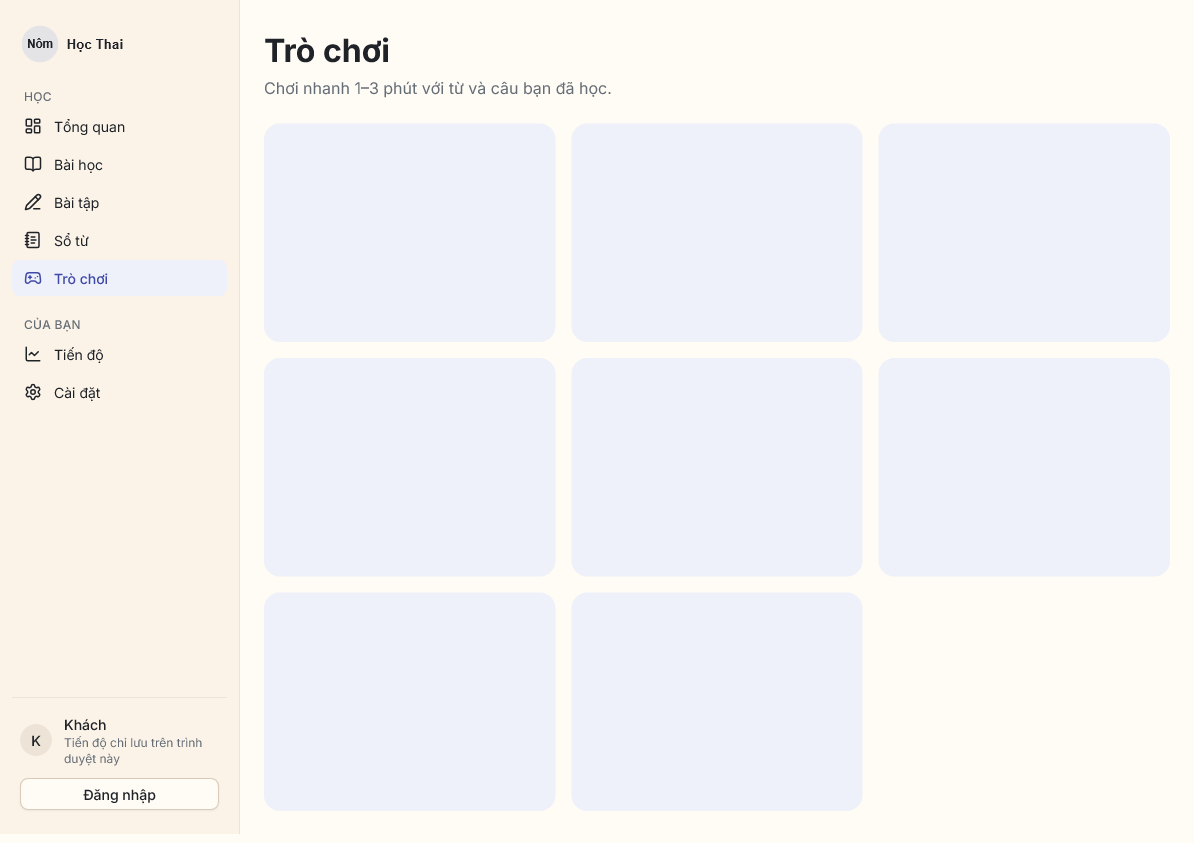 Nôm
Học Thai
HỌC
Tổng quan
Bài học
Bài tập
Sổ từ
Trò chơi
CỦA BẠN
Tiến độ
Cài đặt
K
Khách
Tiến độ chỉ lưu trên trình
duyệt này
Đăng nhập
Trò chơi
Chơi nhanh 1–3 phút với từ và câu bạn đã học.